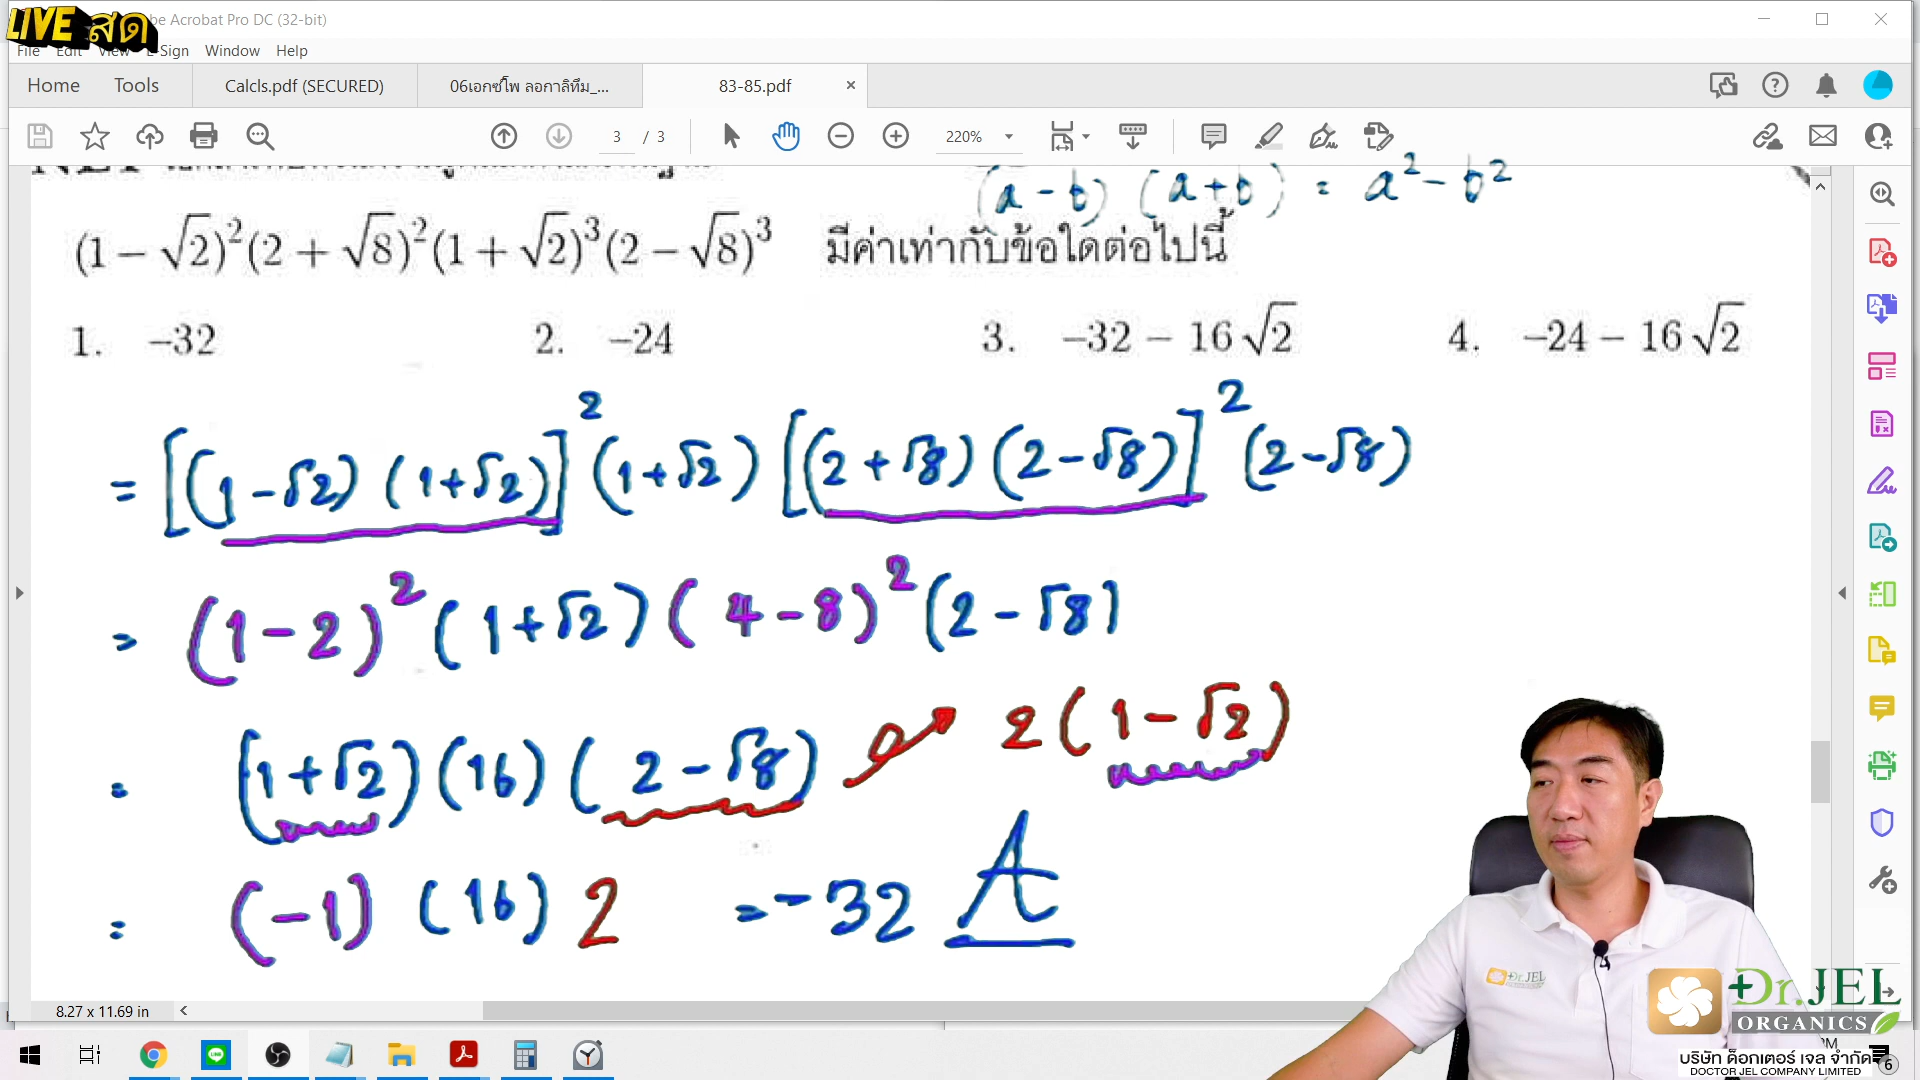 LIVE สด
be Acrobat Pro DC (32-bit)
File Edit View E-Sign Window Help
Home Tools Calcls.pdf (SECURED) 06เอกซ์โพ ลอกาลิทึม_... 83-85.pdf ×
3 / 3 220%
(a - b) (a + b) = a² - b²
(1 − √2)²(2 + √8)²(1 + √2)³(2 − √8)³ มีค่าเท่ากับข้อใดต่อไปนี้
1. −32 2. −24 3. −32 − 16√2 4. −24 − 16√2
= [(1-√2) (1+√2)]² (1+√2) [(2+√8) (2-√8)]² (2-√8)
= (1-2)² (1+√2) (4-8)² (2-√8)
= (1+√2) (16) (2-√8) 2(1-√2)
= (-1) (16) 2 = -32 A
Dr.JEL
+Dr.JEL
ORGANICS
8.27 x 11.69 in
PM
บริษัท ด็อกเตอร์ เจล จำกัด
DOCTOR JEL COMPANY LIMITED
6